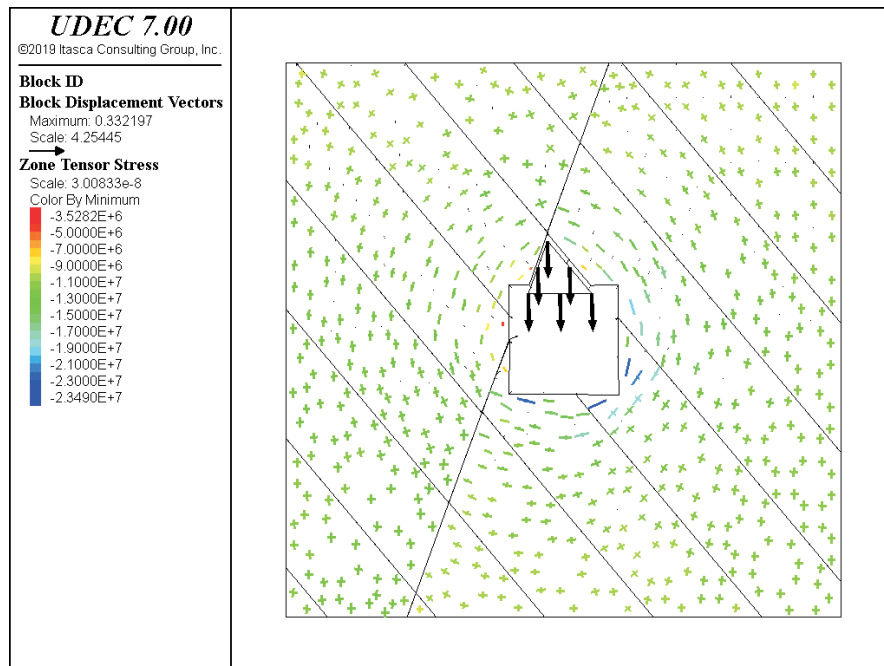 UDEC 7.00
©2019 Itasca Consulting Group, Inc.
Block ID
Block Displacement Vectors
Maximum: 0.332197
Scale: 4.25445
Zone Tensor Stress
Scale: 3.00833e-8
Color By Minimum
-3.5282E+6
-5.0000E+6
-7.0000E+6
-9.0000E+6
-1.1000E+7
-1.3000E+7
-1.5000E+7
-1.7000E+7
-1.9000E+7
-2.1000E+7
-2.3000E+7
-2.3490E+7